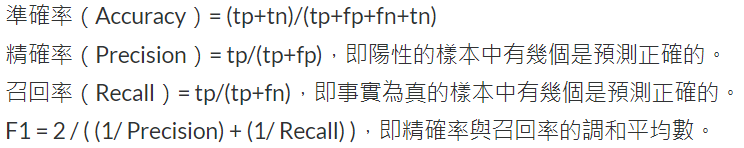 準確率（Accuracy）= (tp+tn)/(tp+fp+fn+tn)
精確率（Precision）= tp/(tp+fp)，即陽性的樣本中有幾個是預測正確的。
召回率（Recall）= tp/(tp+fn)，即事實為真的樣本中有幾個是預測正確的。
F1 = 2 / ( (1/ Precision) + (1/ Recall) )，即精確率與召回率的調和平均數。